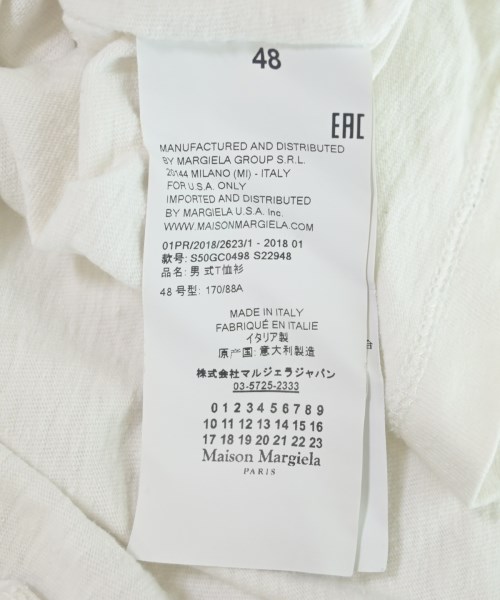 48
EAC
MANUFACTURED AND DISTRIBUTED
BY MARGIELA GROUP S.R.L.
20144 MILANO (MI) - ITALY
FOR U.S.A. ONLY
IMPORTED AND DISTRIBUTED
BY MARGIELA U.S.A. Inc.
WWW.MAISONMARGIELA.COM
01PR/2018/2623/1 - 2018 01
款号: S50GC0498 S22948
品名: 男 式T恤衫
48 号型: 170/88A
MADE IN ITALY
FABRIQUÉ EN ITALIE
イタリア製
原产国: 意大利製造
株式会社マルジェラジャパン
03-5725-2333
0 1 2 3 4 5 6 7 8 9
10 11 12 13 14 15 16
17 18 19 20 21 22 23
Maison Margiela
PARIS